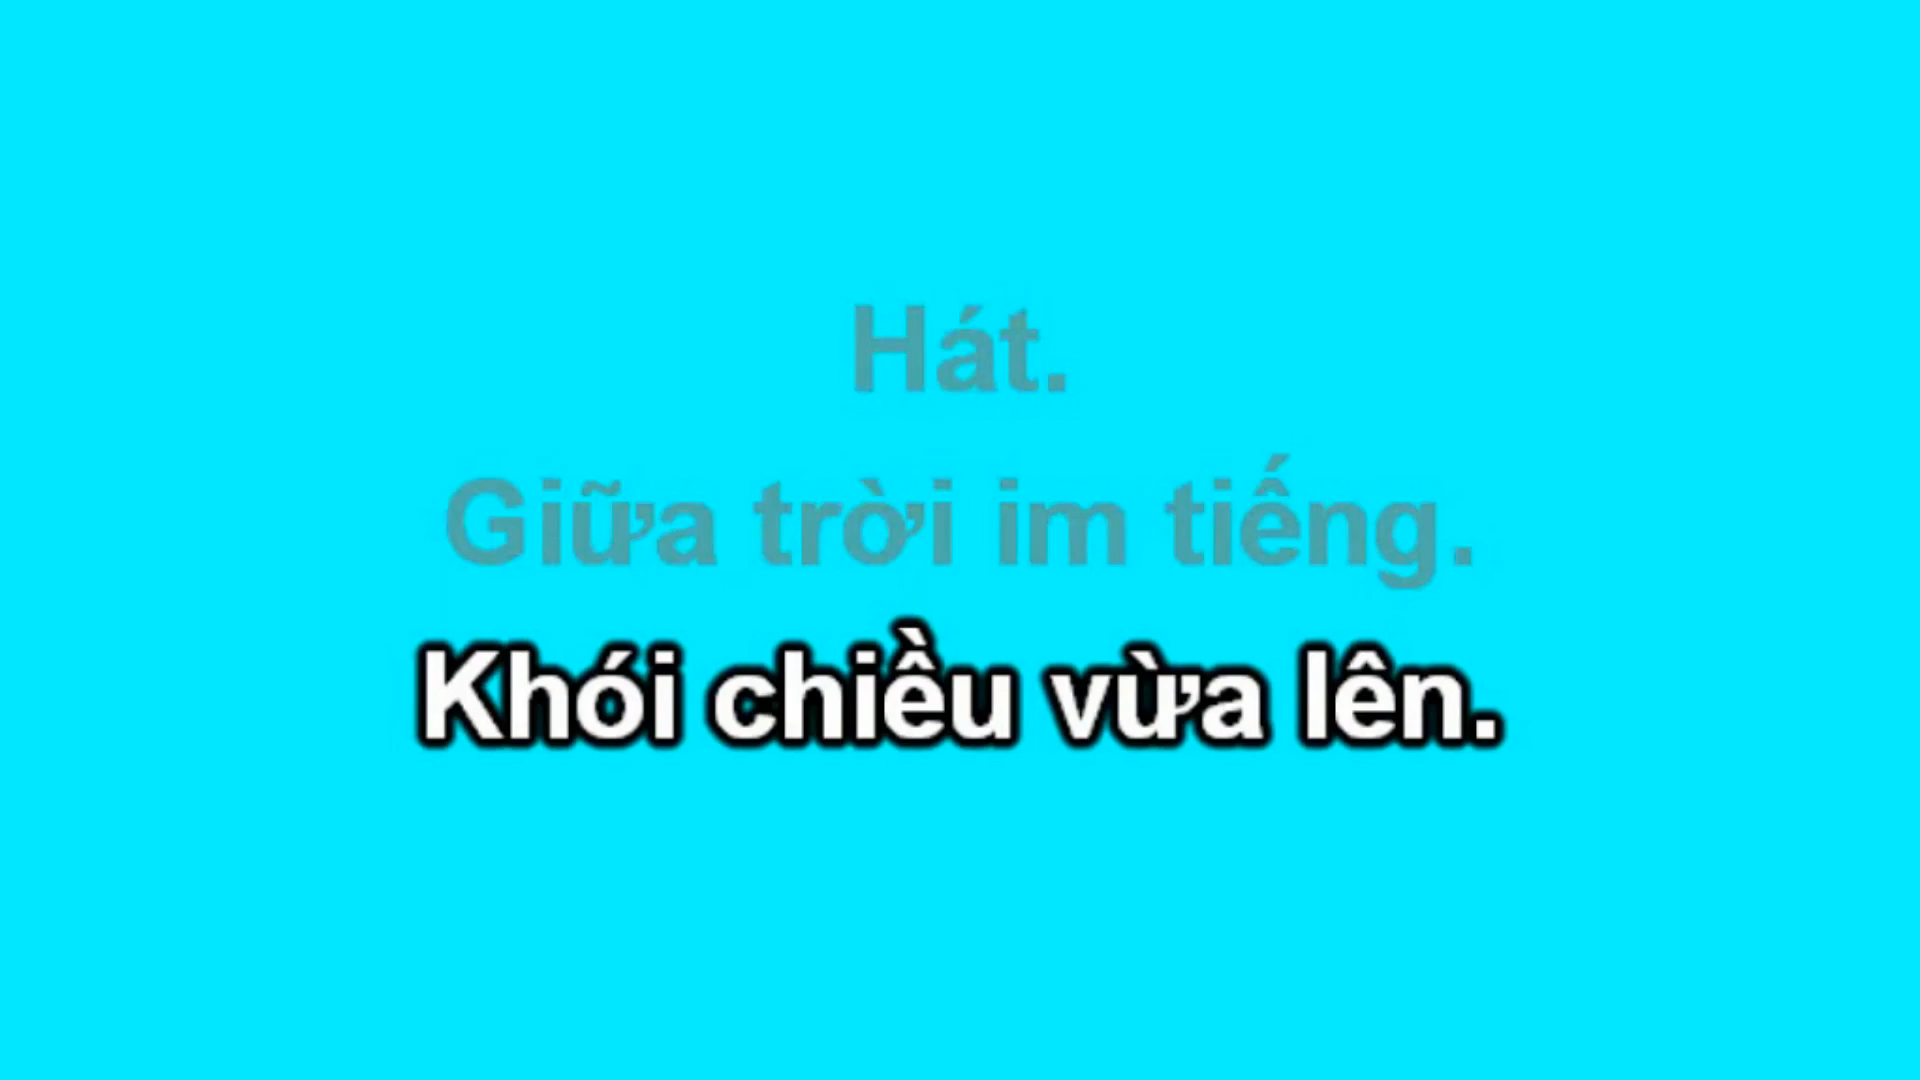 Hát.
Giữa trời im tiếng.
Khói chiều vừa lên.